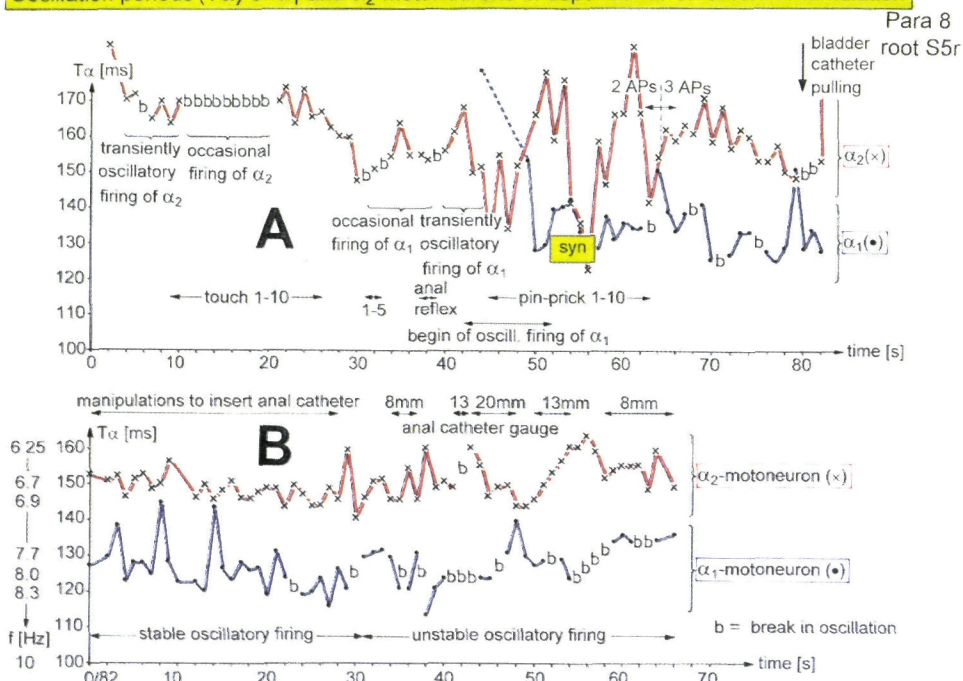 Para 8
root S5r
bladder
catheter
pulling
Tα [ms]
170
160
150
140
130
120
110
100
b
bbbbbbbbb
transiently
oscillatory
firing of α2
occasional
firing of α2
b
b
2 APs
3 APs
b b
α2(×)
A
occasional
firing of α1
transiently
oscillatory
firing of α1
syn
b
b
b
b
b
α1(•)
touch 1-10
1-5
anal
reflex
pin-prick 1-10
begin of oscill. firing of α1
0
10
20
30
40
50
60
70
80
time [s]
manipulations to insert anal catheter
8mm
13
20mm
13mm
8mm
anal catheter gauge
Tα [ms]
B
6.25
6.7
6.9
7.7
8.0
8.3
f [Hz]
10
160
150
140
130
120
110
100
b
α2-motoneuron (×)
b
b
b
b
bbb
b
b
b
b
b
b
α1-motoneuron (•)
stable oscillatory firing
unstable oscillatory firing
b = break in oscillation
0/82
10
20
30
40
50
60
70
time [s]